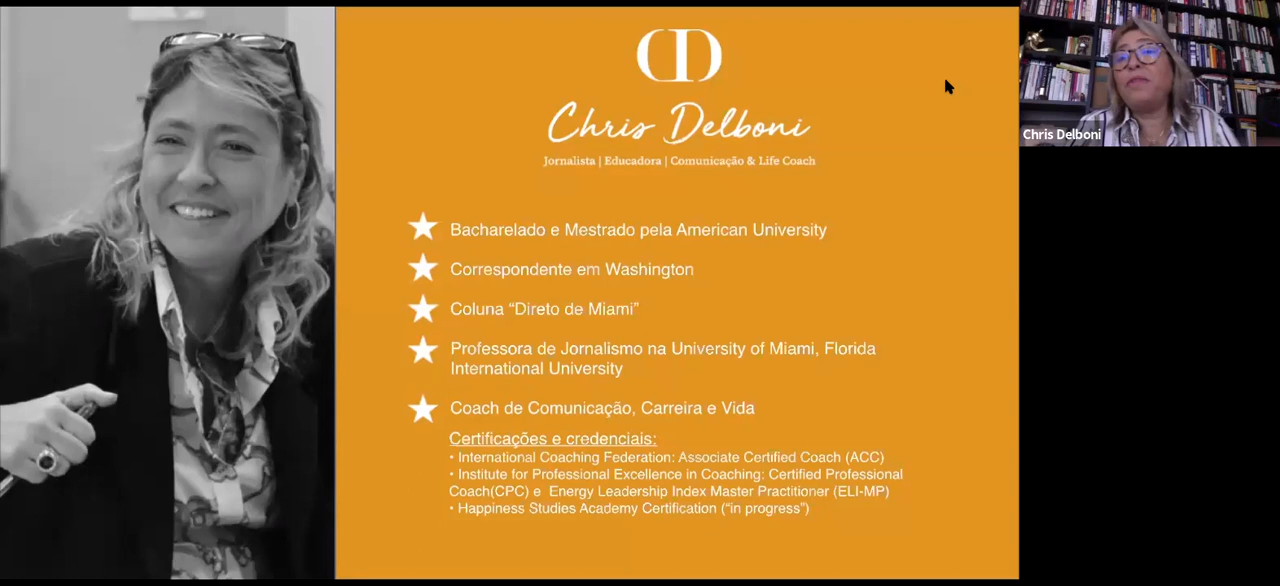 Chris Delboni
Jornalista | Educadora | Comunicação & Life Coach
Bacharelado e Mestrado pela American University
Correspondente em Washington
Coluna “Direto de Miami”
Professora de Jornalismo na University of Miami, Florida
International University
Coach de Comunicação, Carreira e Vida
Certificações e credenciais:
• International Coaching Federation: Associate Certified Coach (ACC)
• Institute for Professional Excellence in Coaching: Certified Professional
Coach(CPC) e  Energy Leadership Index Master Practitioner (ELI-MP)
• Happiness Studies Academy Certification (“in progress”)
Chris Delboni